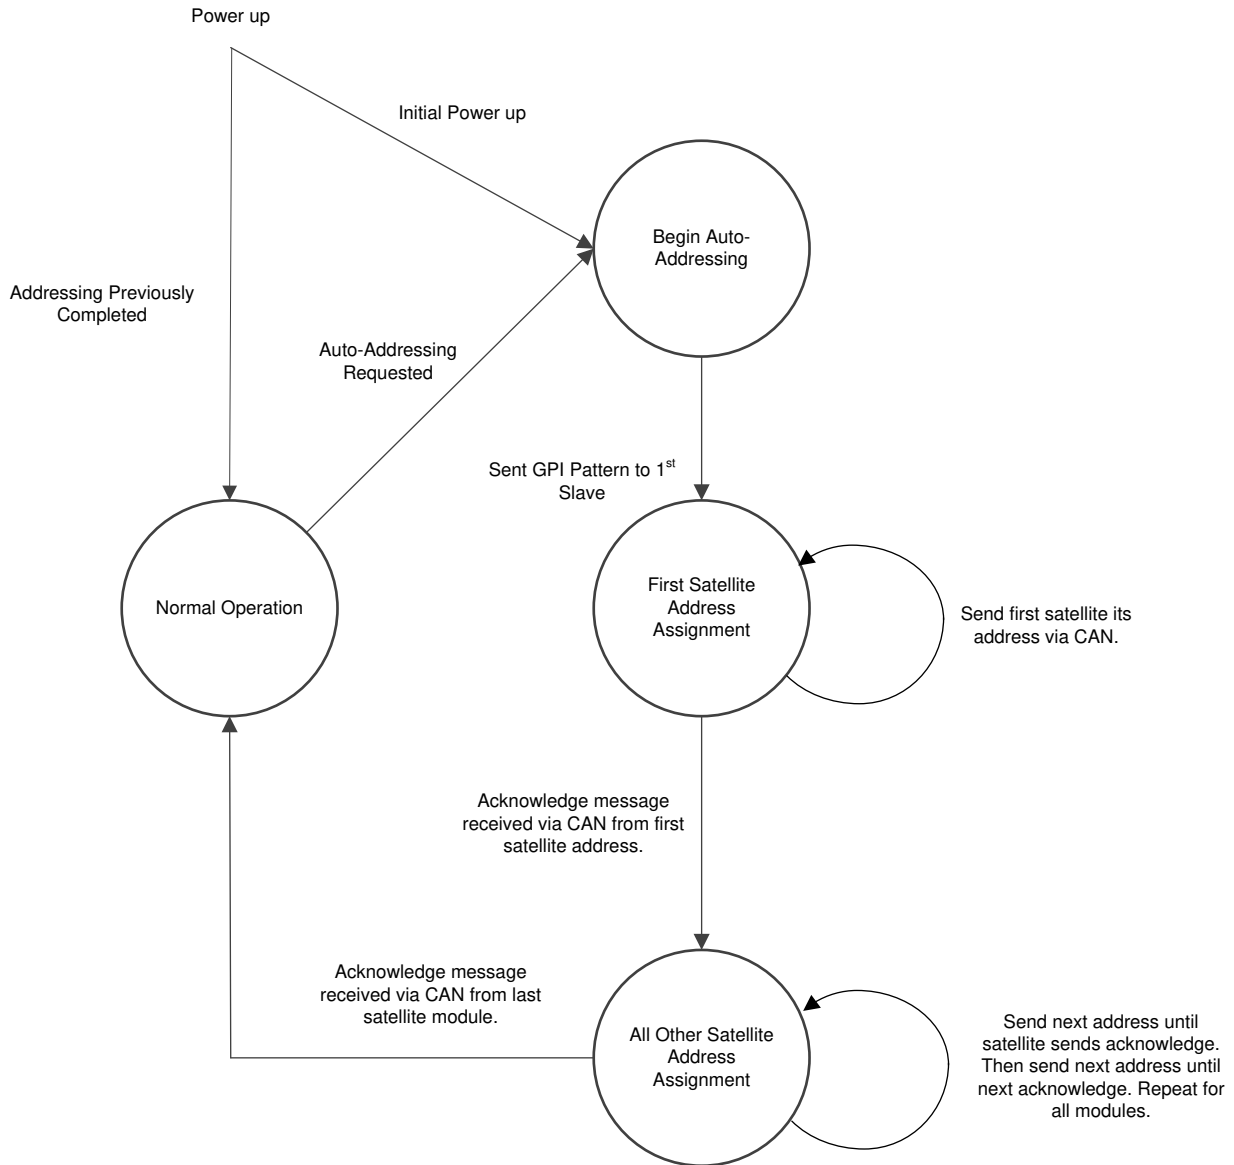 Power up
Initial Power up
Begin Auto-
Addressing
Addressing Previously
Completed
Auto-Addressing
Requested
Sent GPI Pattern to 1st
Slave
Normal Operation
First Satellite
Address
Assignment
Send first satellite its
address via CAN.
Acknowledge message
received via CAN from first
satellite address.
Acknowledge message
received via CAN from last
satellite module.
All Other Satellite
Address
Assignment
Send next address until
satellite sends acknowledge.
Then send next address until
next acknowledge. Repeat for
all modules.